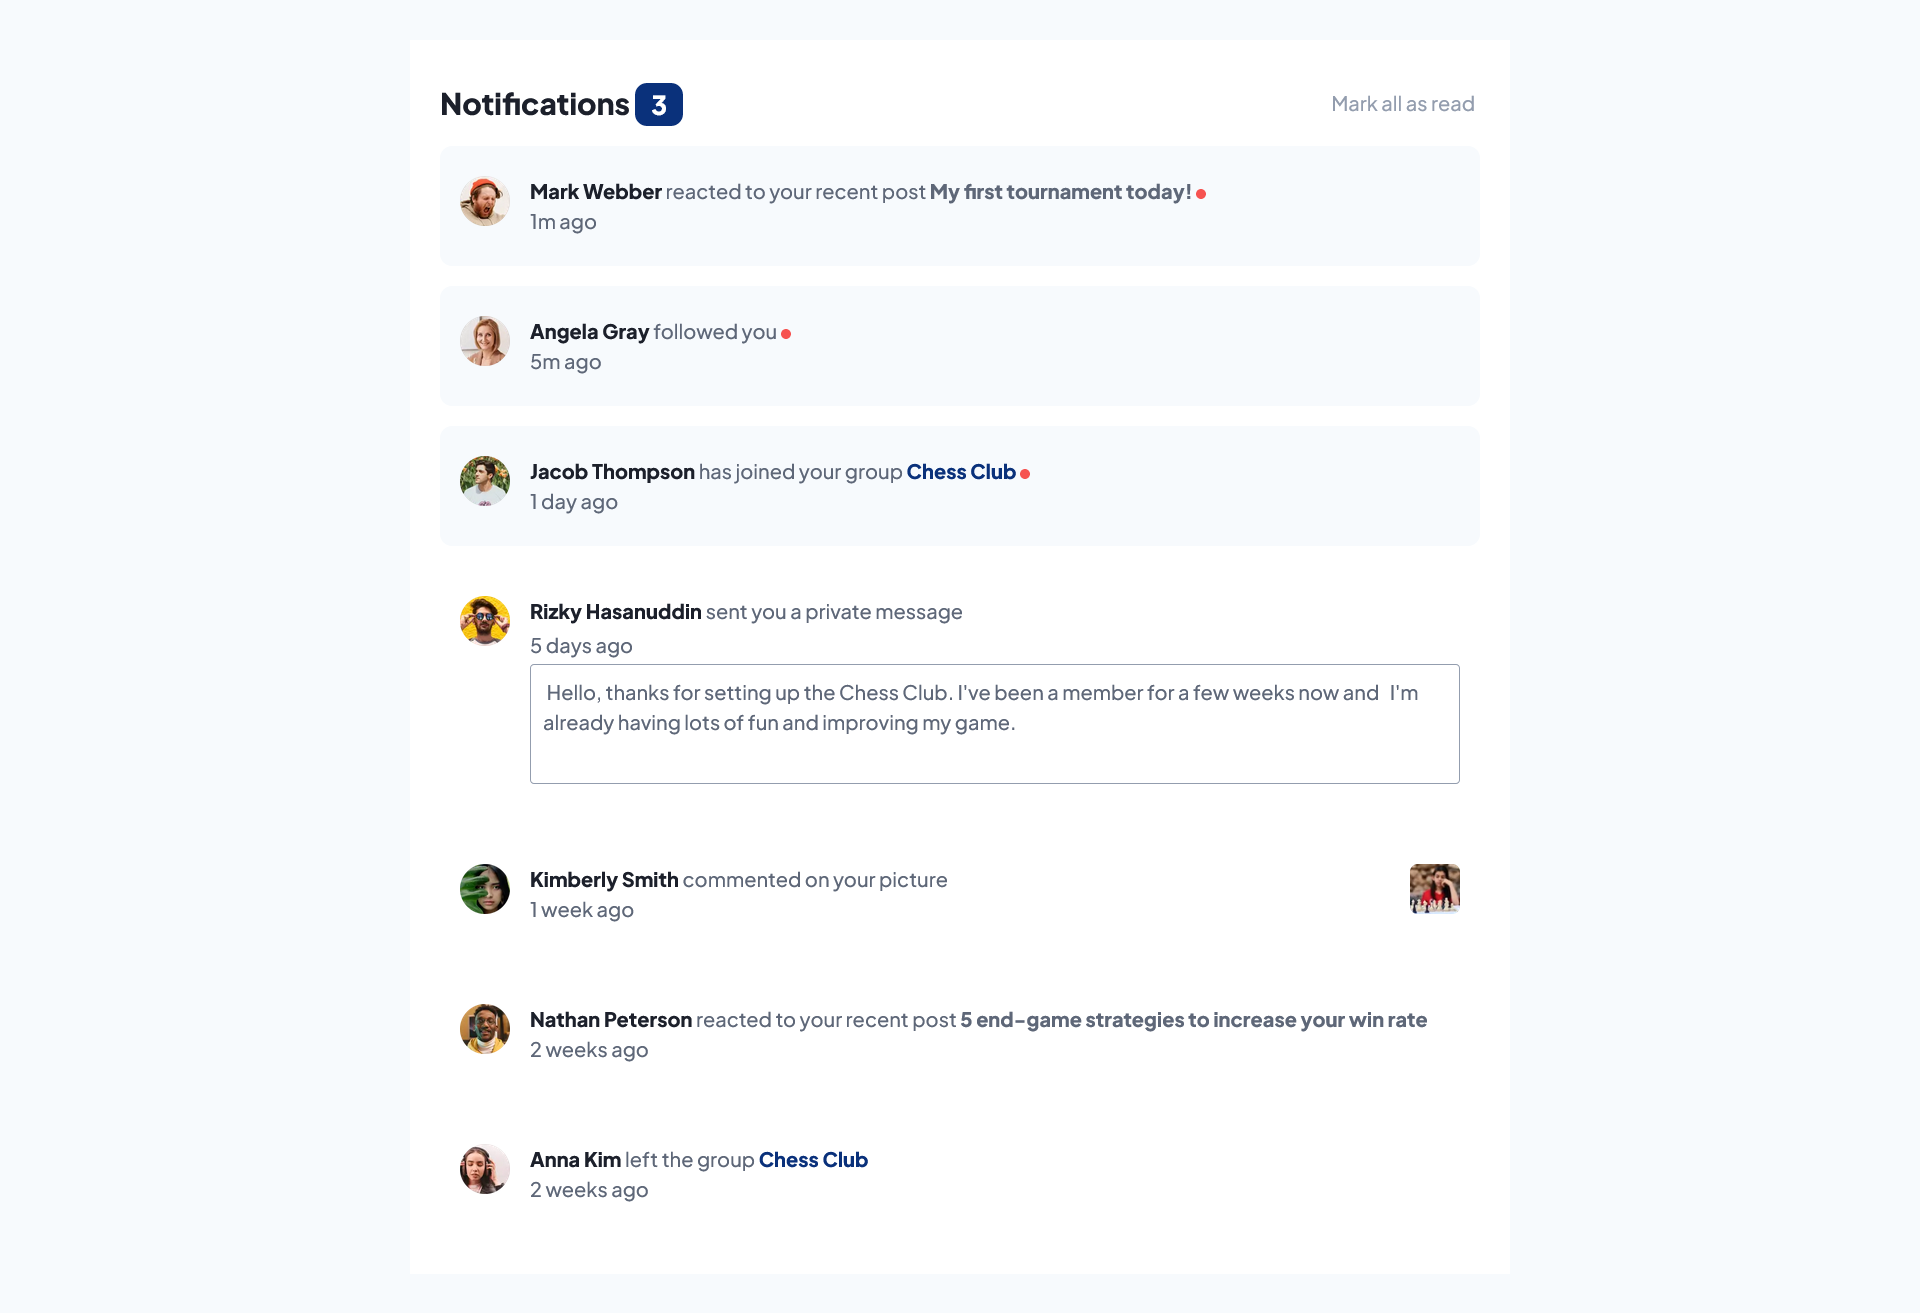 Notifications 3
Mark all as read
Mark Webber reacted to your recent post My first tournament today!
1m ago
Angela Gray followed you
5m ago
Jacob Thompson has joined your group Chess Club
1 day ago
Rizky Hasanuddin sent you a private message
5 days ago
Hello, thanks for setting up the Chess Club. I've been a member for a few weeks now and I'm
already having lots of fun and improving my game.
Kimberly Smith commented on your picture
1 week ago
Nathan Peterson reacted to your recent post 5 end-game strategies to increase your win rate
2 weeks ago
Anna Kim left the group Chess Club
2 weeks ago